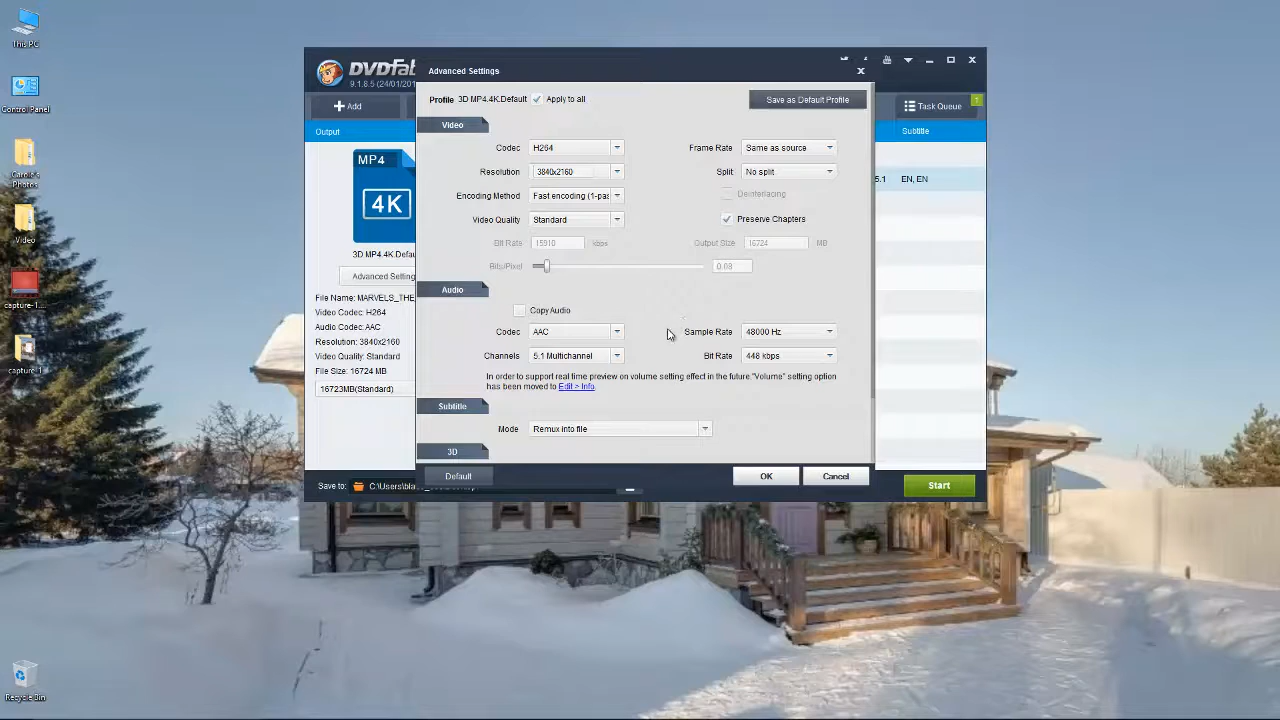 This PC
Control Panel
Carole's
Photos
Video
capture-1....
capture-1
Recycle Bin
DVDFab
9.1.8.5 (24/01/201
Add
Task Queue
1
Output
Subtitle
MP4
4K
3D MP4.4K.Defau
Advanced Setting
File Name: MARVELS_THE
Video Codec: H264
Audio Codec: AAC
Resolution: 3840x2160
Video Quality: Standard
File Size: 16724 MB
16723MB(Standard)
5.1
EN, EN
Save to:
Start
Advanced Settings
Profile 3D MP4.4K.Default Apply to all
Save as Default Profile
Video
Codec H264
Frame Rate Same as source
Resolution 3840x2160
Split No split
Encoding Method Fast encoding (1-pas
Deinterlacing
Video Quality Standard
Preserve Chapters
Bit Rate 15910 kbps
Output Size 16724 MB
Bits/Pixel 0.08
Audio
Copy Audio
Codec AAC
Sample Rate 48000 Hz
Channels 5.1 Multichannel
Bit Rate 448 kbps
In order to support real time preview on volume setting effect in the future "Volume" setting option
has been moved to Edit > Info.
Subtitle
Mode Remux into file
3D
Default
OK
Cancel